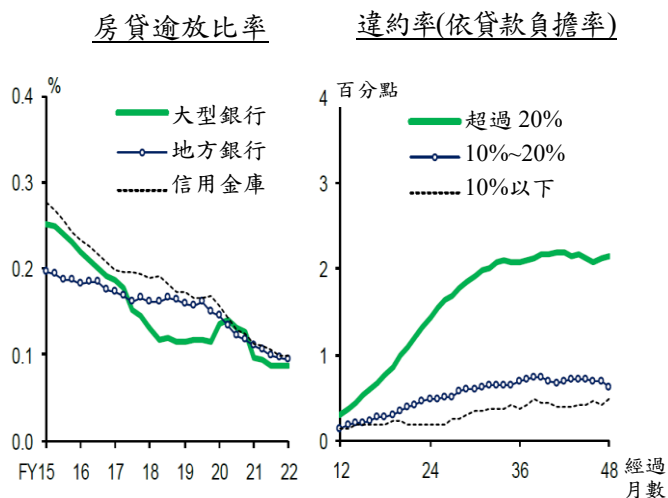 房貸逾放比率
%
0.4
0.3
0.2
0.1
0.0
大型銀行
地方銀行
信用金庫
FY15 16 17 18 19 20 21 22
違約率(依貸款負擔率)
百分點
4
3
2
1
0
超過 20%
10%~20%
10%以下
12 24 36 48
經過
月數